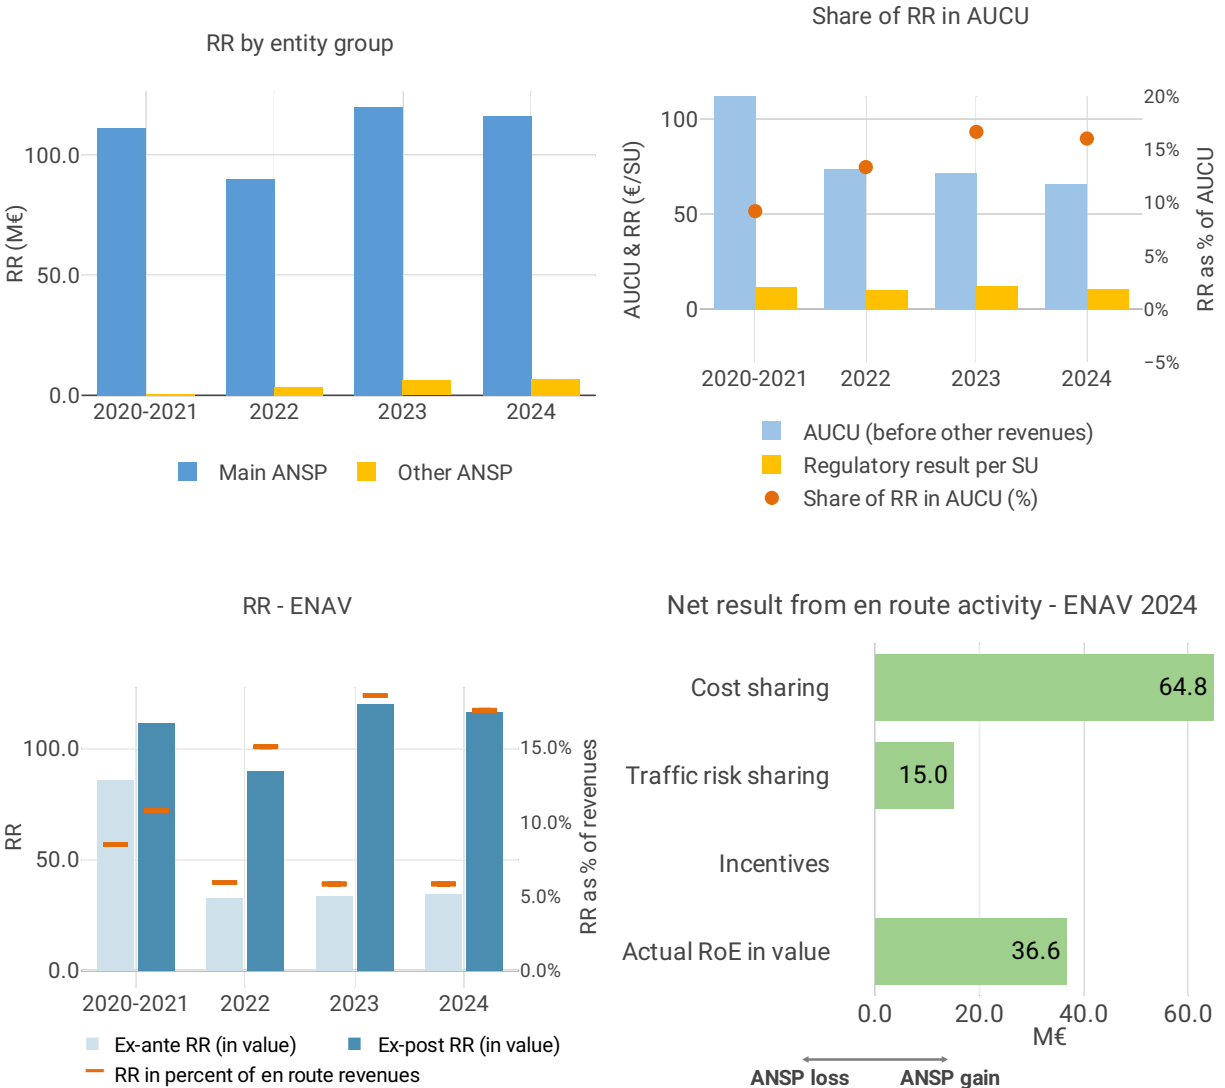 RR by entity group
RR (M€)
100.0
50.0
0.0
2020-2021 2022 2023 2024
Main ANSP Other ANSP
Share of RR in AUCU
AUCU & RR (€/SU)
100
50
0
20%
15%
10%
5%
0%
−5%
RR as % of AUCU
2020-2021 2022 2023 2024
AUCU (before other revenues)
Regulatory result per SU
Share of RR in AUCU (%)
RR - ENAV
RR
100.0
50.0
0.0
15.0%
10.0%
5.0%
0.0%
RR as % of revenues
2020-2021 2022 2023 2024
Ex-ante RR (in value) Ex-post RR (in value)
RR in percent of en route revenues
Net result from en route activity - ENAV 2024
Cost sharing 64.8
Traffic risk sharing 15.0
Incentives
Actual RoE in value 36.6
0.0 20.0 40.0 60.0
M€
ANSP loss ANSP gain